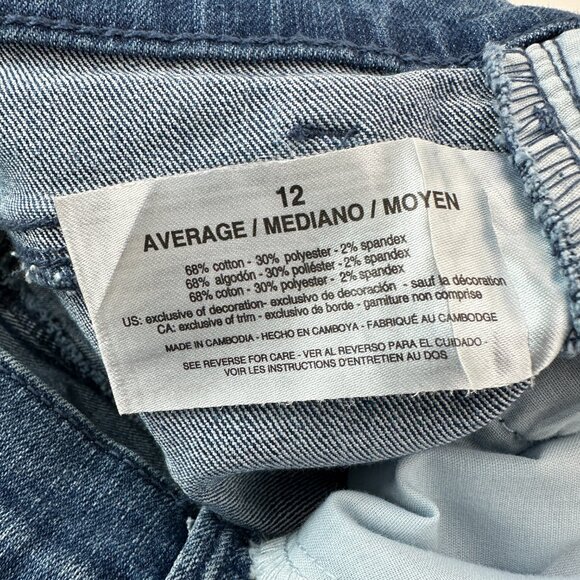 12
AVERAGE / MEDIANO / MOYEN
68% cotton - 30% polyester - 2% spandex
68% algodón - 30% poliéster - 2% spandex
68% coton - 30% polyester - 2% spandex
US: exclusive of decoration- exclusivo de decoración - sauf la décoration
CA: exclusive of trim - exclusivo de borde - garniture non comprise
MADE IN CAMBODIA - HECHO EN CAMBOYA - FABRIQUÉ AU CAMBODGE
SEE REVERSE FOR CARE - VER AL REVERSO PARA EL CUIDADO -
VOIR LES INSTRUCTIONS D'ENTRETIEN AU DOS